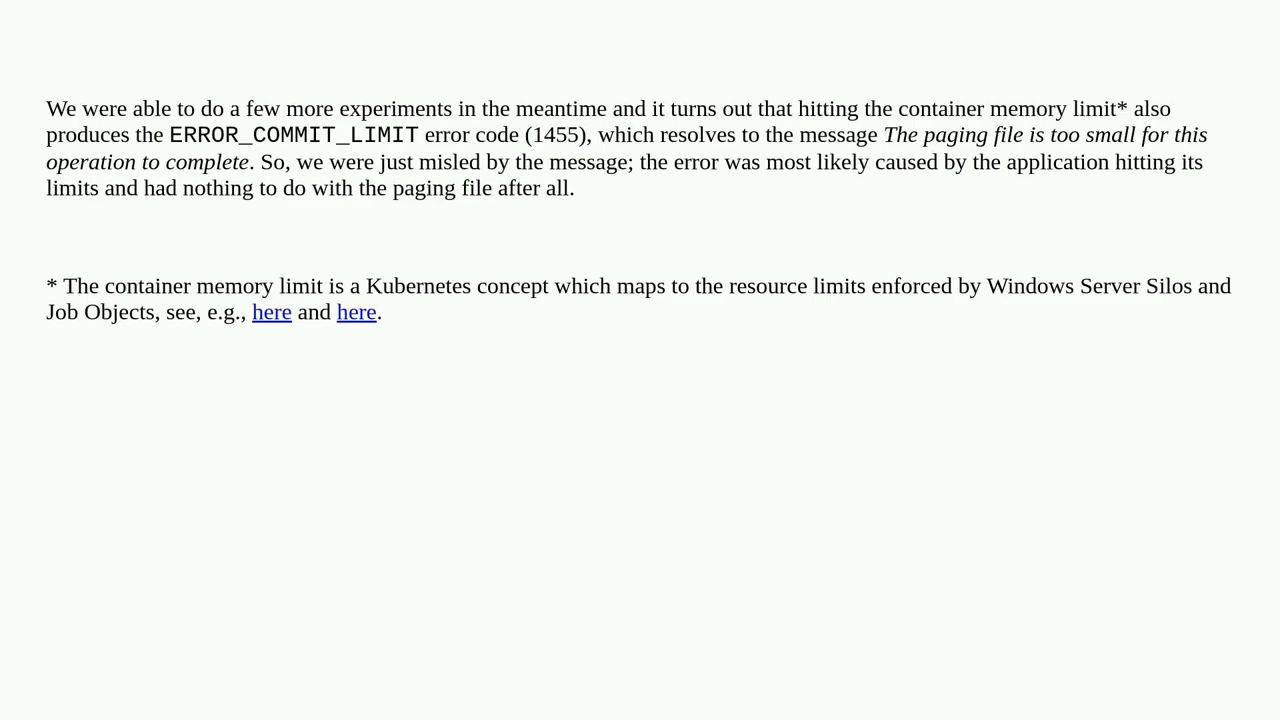 We were able to do a few more experiments in the meantime and it turns out that hitting the container memory limit* also
produces the ERROR_COMMIT_LIMIT error code (1455), which resolves to the message The paging file is too small for this
operation to complete. So, we were just misled by the message; the error was most likely caused by the application hitting its
limits and had nothing to do with the paging file after all.
* The container memory limit is a Kubernetes concept which maps to the resource limits enforced by Windows Server Silos and
Job Objects, see, e.g., here and here.